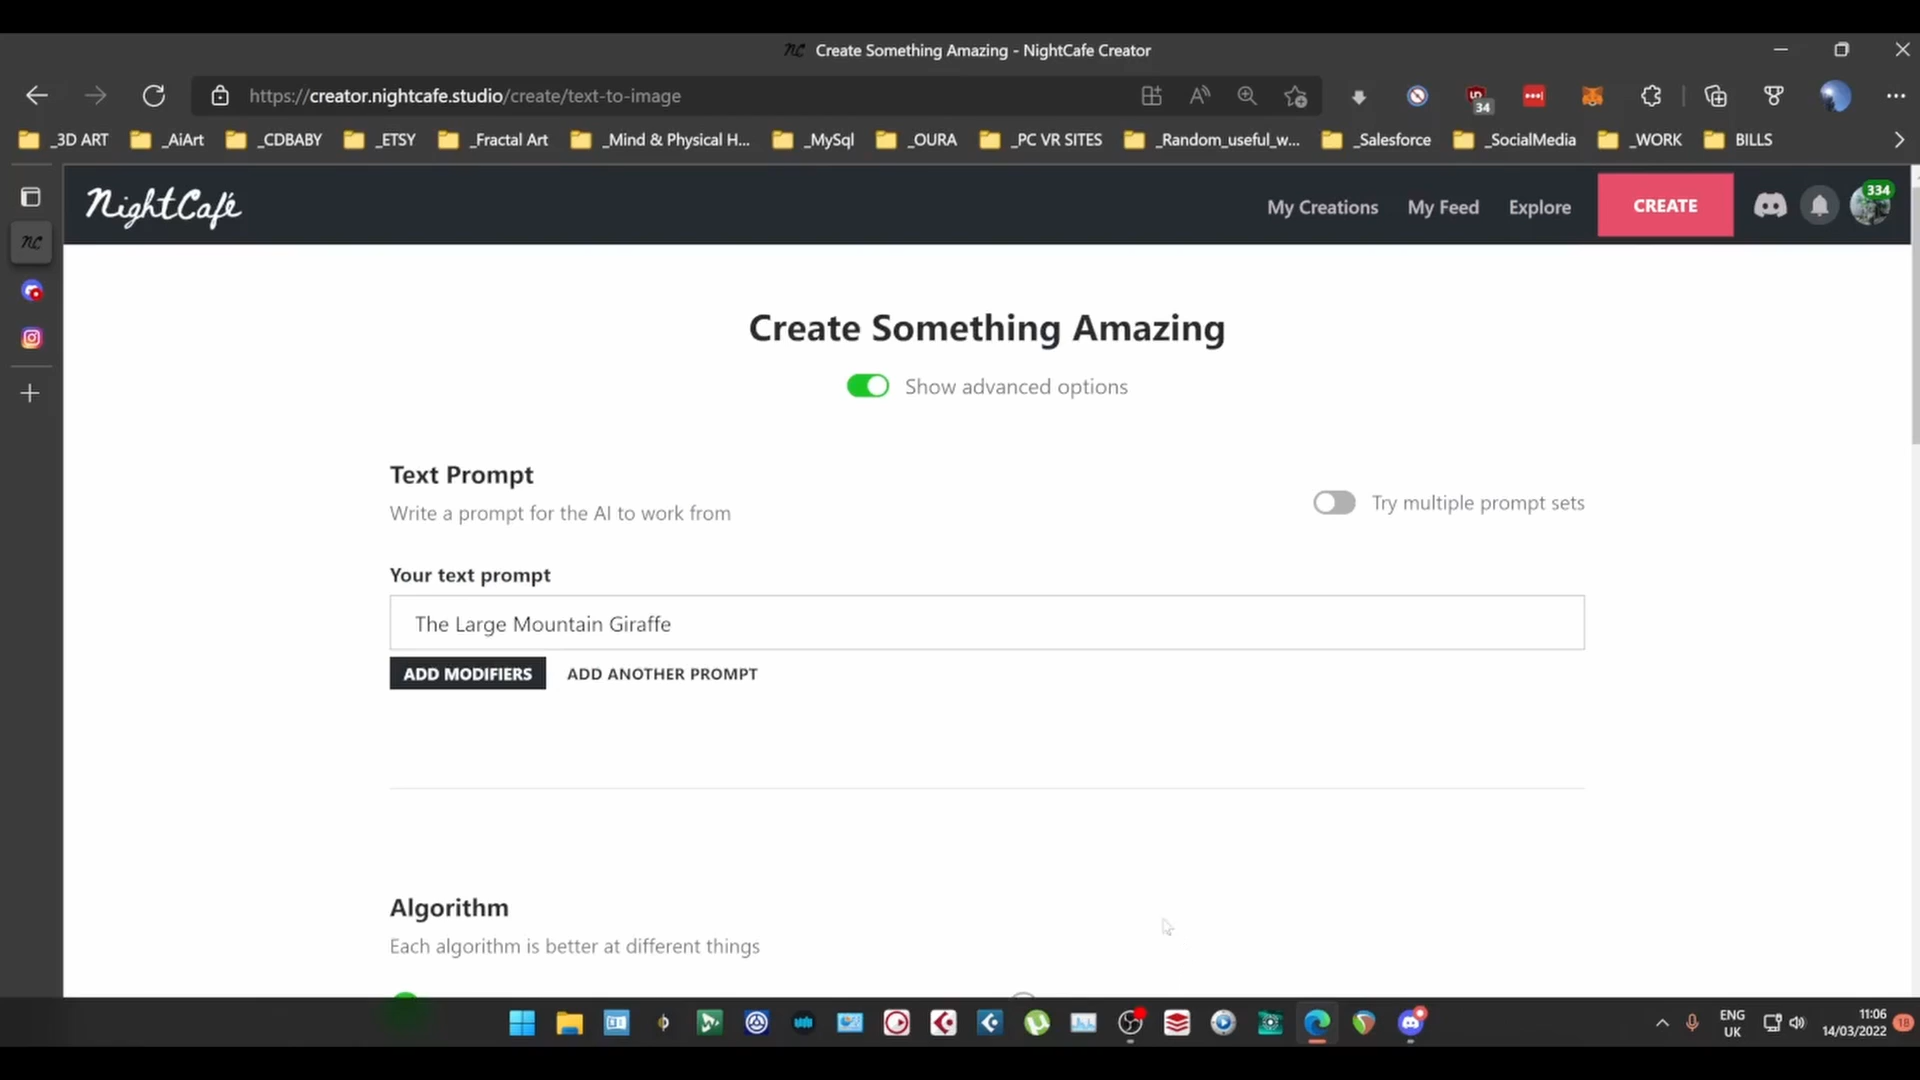 Create Something Amazing - NightCafe Creator
https://creator.nightcafe.studio/create/text-to-image
34
_3D ART
_AiArt
_CDBABY
_ETSY
_Fractal Art
_Mind & Physical H...
_MySql
_OURA
_PC VR SITES
_Random_useful_w...
_Salesforce
_SocialMedia
_WORK
BILLS
NightCafé
My Creations
My Feed
Explore
CREATE
334
Create Something Amazing
Show advanced options
Text Prompt
Write a prompt for the AI to work from
Try multiple prompt sets
Your text prompt
The Large Mountain Giraffe
ADD MODIFIERS
ADD ANOTHER PROMPT
Algorithm
Each algorithm is better at different things
ENG
UK
11:06
14/03/2022
18